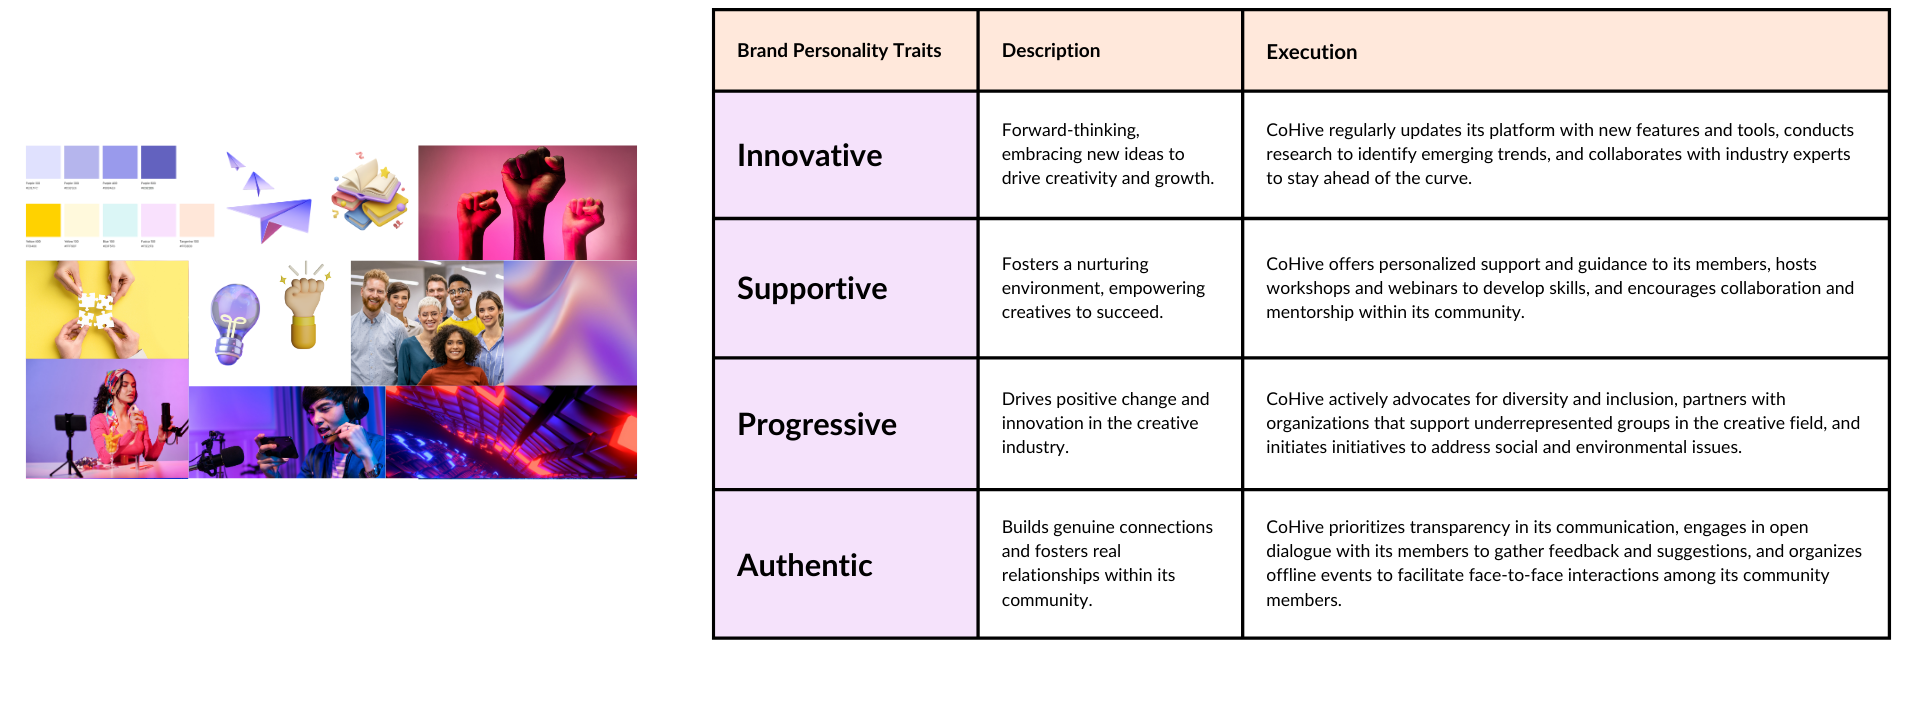 Brand Personality Traits
Description
Execution
Innovative
Forward-thinking,
embracing new ideas to
drive creativity and growth.
CoHive regularly updates its platform with new features and tools, conducts
research to identify emerging trends, and collaborates with industry experts
to stay ahead of the curve.
Supportive
Fosters a nurturing
environment, empowering
creatives to succeed.
CoHive offers personalized support and guidance to its members, hosts
workshops and webinars to develop skills, and encourages collaboration and
mentorship within its community.
Progressive
Drives positive change and
innovation in the creative
industry.
CoHive actively advocates for diversity and inclusion, partners with
organizations that support underrepresented groups in the creative field, and
initiates initiatives to address social and environmental issues.
Authentic
Builds genuine connections
and fosters real
relationships within its
community.
CoHive prioritizes transparency in its communication, engages in open
dialogue with its members to gather feedback and suggestions, and organizes
offline events to facilitate face-to-face interactions among its community
members.